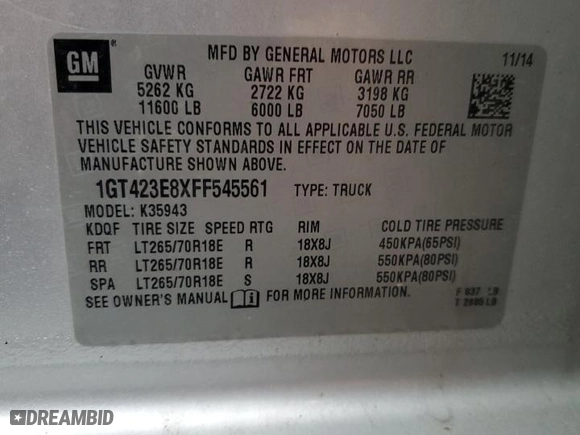 GM
MFD BY GENERAL MOTORS LLC 11/14
GVWR GAWR FRT GAWR RR
5262 KG 2722 KG 3198 KG
11600 LB 6000 LB 7050 LB
THIS VEHICLE CONFORMS TO ALL APPLICABLE U.S. FEDERAL MOTOR
VEHICLE SAFETY STANDARDS IN EFFECT ON THE DATE OF
MANUFACTURE SHOWN ABOVE.
1GT423E8XFF545561 TYPE: TRUCK
MODEL: K35943
KDQF TIRE SIZE SPEED RTG RIM COLD TIRE PRESSURE
FRT LT265/70R18E R 18X8J 450KPA(65PSI)
RR LT265/70R18E R 18X8J 550KPA(80PSI)
SPA LT265/70R18E S 18X8J 550KPA(80PSI)
SEE OWNER'S MANUAL i FOR MORE INFORMATION.
LB
LB
DREAMBID